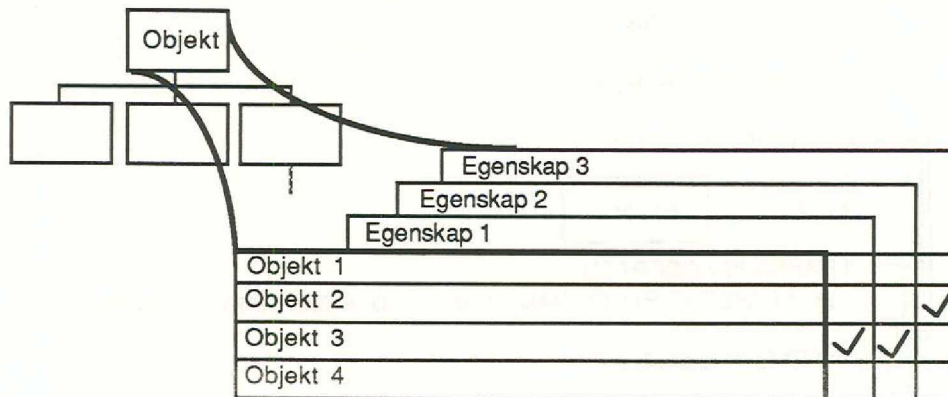 Objekt
Egenskap 3
Egenskap 2
Egenskap 1
Objekt 1
Objekt 2
Objekt 3
Objekt 4